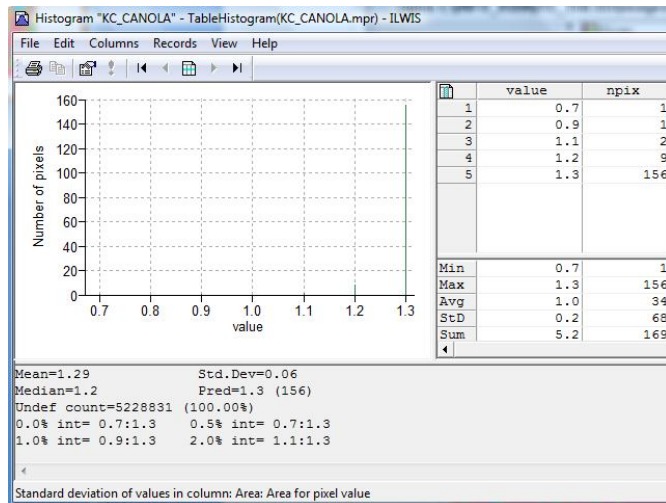 Histogram "KC_CANOLA" - TableHistogram(KC_CANOLA.mpr) - ILWIS
File Edit Columns Records View Help
160
140
120
100
80
60
40
20
0
Number of pixels
0.7 0.8 0.9 1.0 1.1 1.2 1.3
value
value npix
1 0.7 1
2 0.9 1
3 1.1 2
4 1.2 9
5 1.3 156
Min 0.7 1
Max 1.3 156
Avg 1.0 34
StD 0.2 68
Sum 5.2 169
Mean=1.29 Std.Dev=0.06
Median=1.2 Pred=1.3 (156)
Undef count=5228831 (100.00%)
0.0% int= 0.7:1.3 0.5% int= 0.7:1.3
1.0% int= 0.9:1.3 2.0% int= 1.1:1.3
Standard deviation of values in column: Area: Area for pixel value